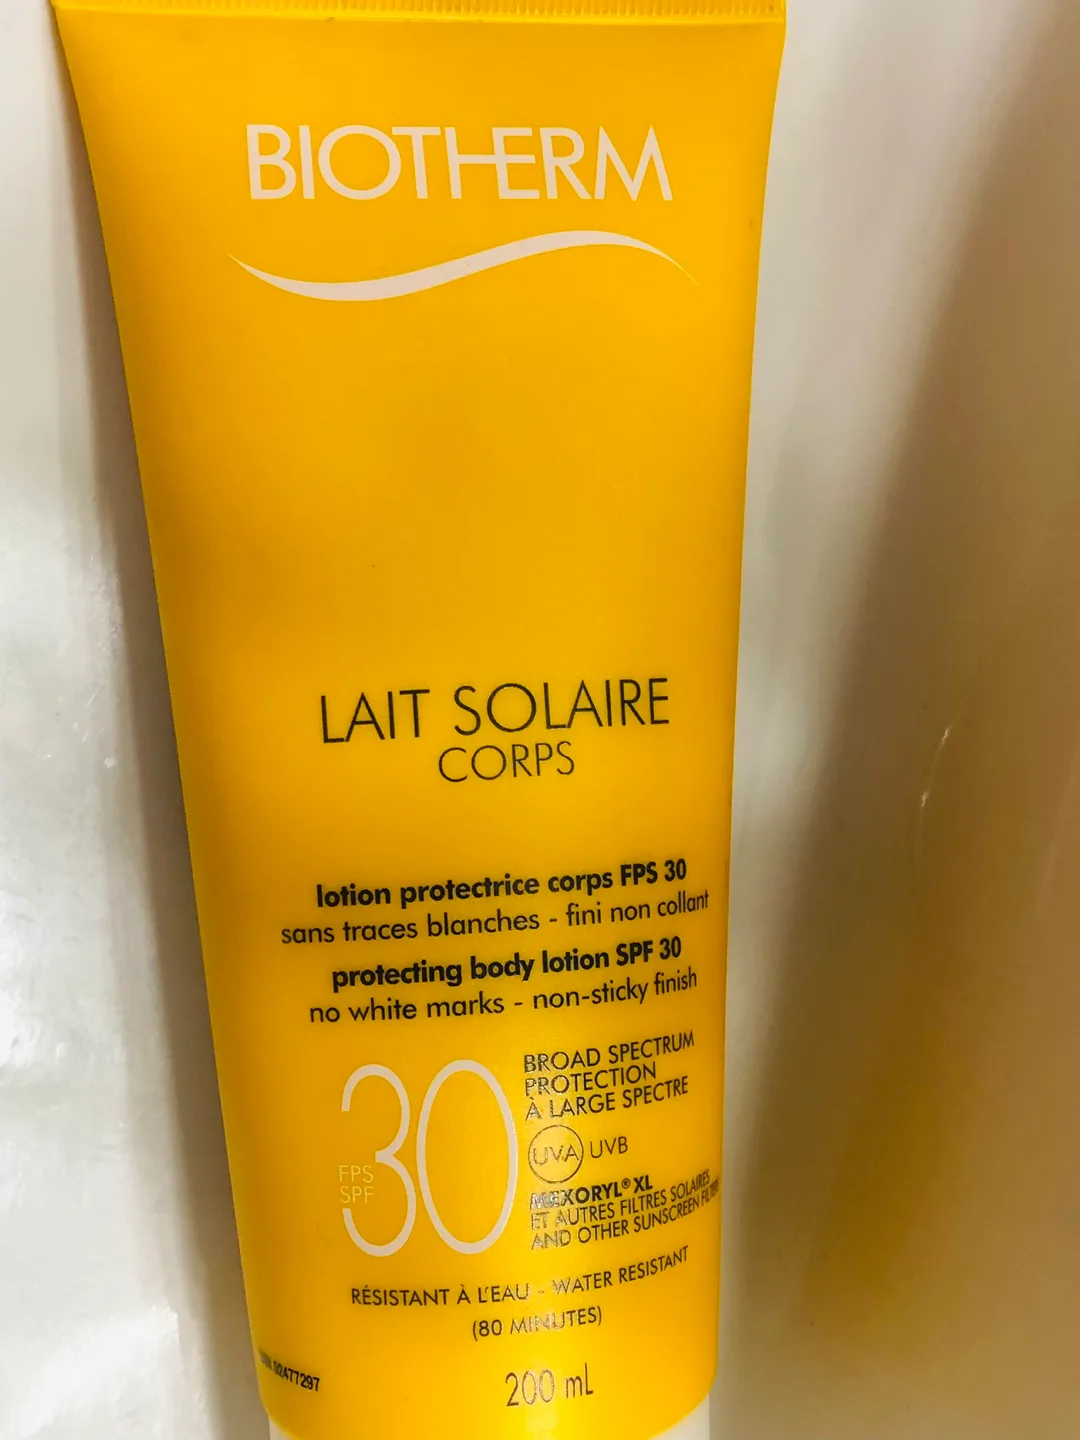 BIOTHERM
LAIT SOLAIRE
CORPS
lotion protectrice corps FPS 30
sans traces blanches - fini non collant
protecting body lotion SPF 30
no white marks - non-sticky finish
30
FPS
SPF
BROAD SPECTRUM
PROTECTION
À LARGE SPECTRE
UVA UVB
MEXORYL® XL
ET AUTRES FILTRES SOLAIRES
AND OTHER SUNSCREEN FILTERS
RÉSISTANT À L'EAU - WATER RESISTANT
(80 MINUTES)
02477297
200 mL